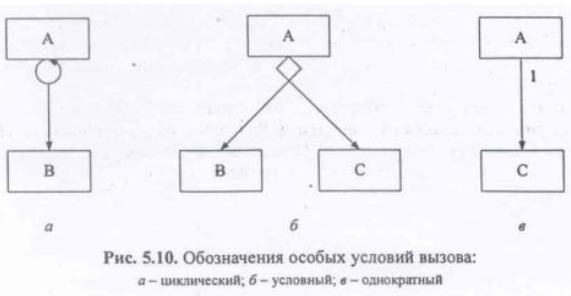 A
A
A
1
B
B
C
C
а
б
в
Рис. 5.10. Обозначения особых условий вызова:
а – циклический; б – условный; в – однократный